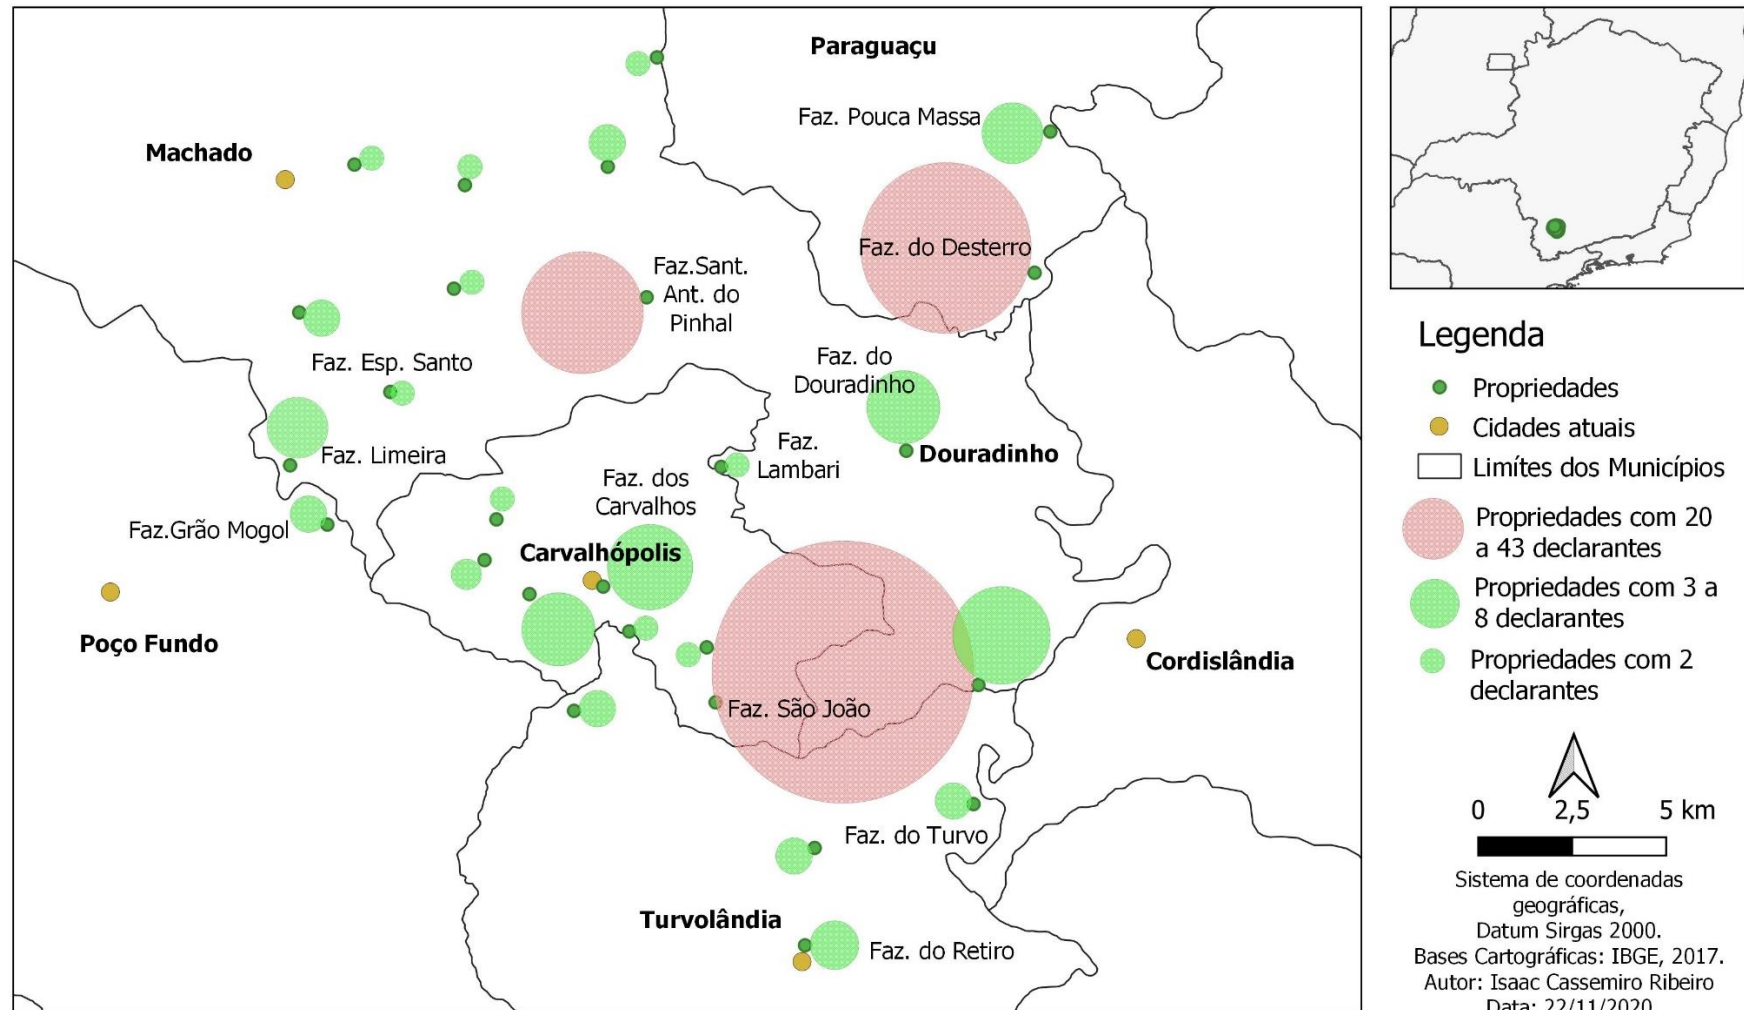 Paraguaçu
Faz. Pouca Massa
Machado
Faz. do Desterro
Faz.Sant.
Ant. do
Pinhal
Faz. Esp. Santo
Faz. do
Douradinho
Faz. Limeira
Faz.
Lambari
Douradinho
Faz. dos
Carvalhos
Faz.Grão Mogol
Carvalhópolis
Poço Fundo
Cordislândia
Faz. São João
Faz. do Turvo
Turvolândia
Faz. do Retiro
Legenda
Propriedades
Cidades atuais
Limítes dos Municípios
Propriedades com 20
a 43 declarantes
Propriedades com 3 a
8 declarantes
Propriedades com 2
declarantes
0 2,5 5 km
Sistema de coordenadas
geográficas,
Datum Sirgas 2000.
Bases Cartográficas: IBGE, 2017.
Autor: Isaac Cassemiro Ribeiro
Data: 22/11/2020